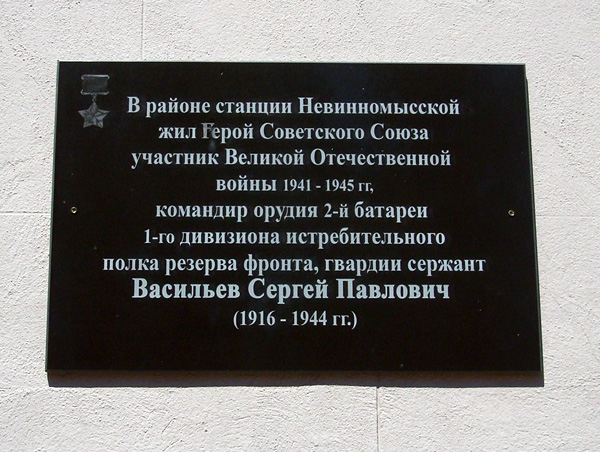 В районе станции Невинномысской
жил Герой Советского Союза
участник Великой Отечественной
войны 1941 - 1945 гг,
командир орудия 2-й батареи
1-го дивизиона истребительного
полка резерва фронта, гвардии сержант
Васильев Сергей Павлович
(1916 - 1944 гг.)